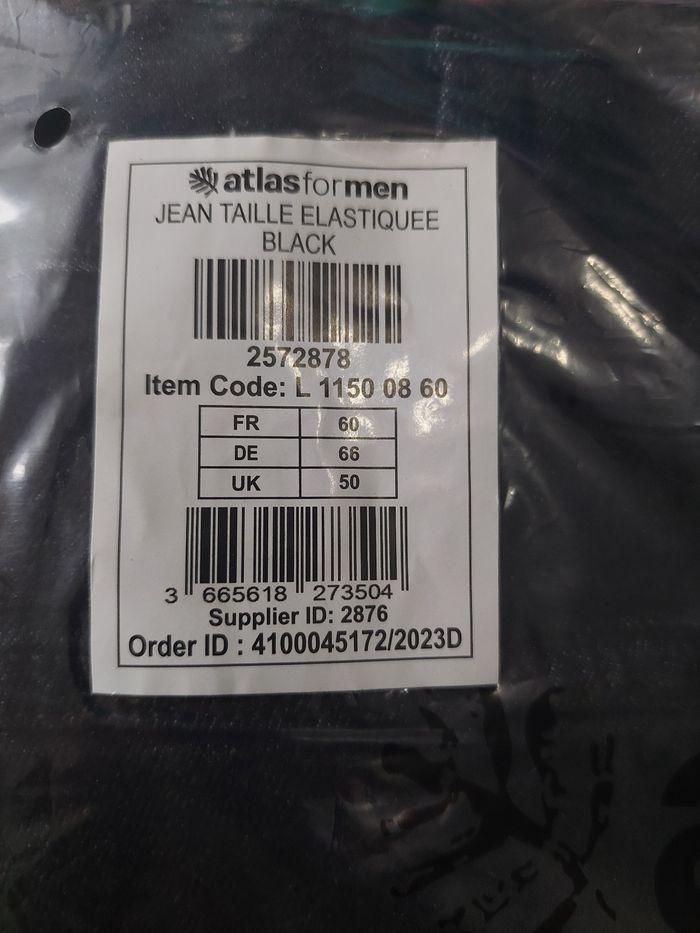 atlasformen
JEAN TAILLE ELASTIQUEE
BLACK
2572878
Item Code: L 1150 08 60
FR 60
DE 66
UK 50
3 665618 273504
Supplier ID: 2876
Order ID : 4100045172/2023D